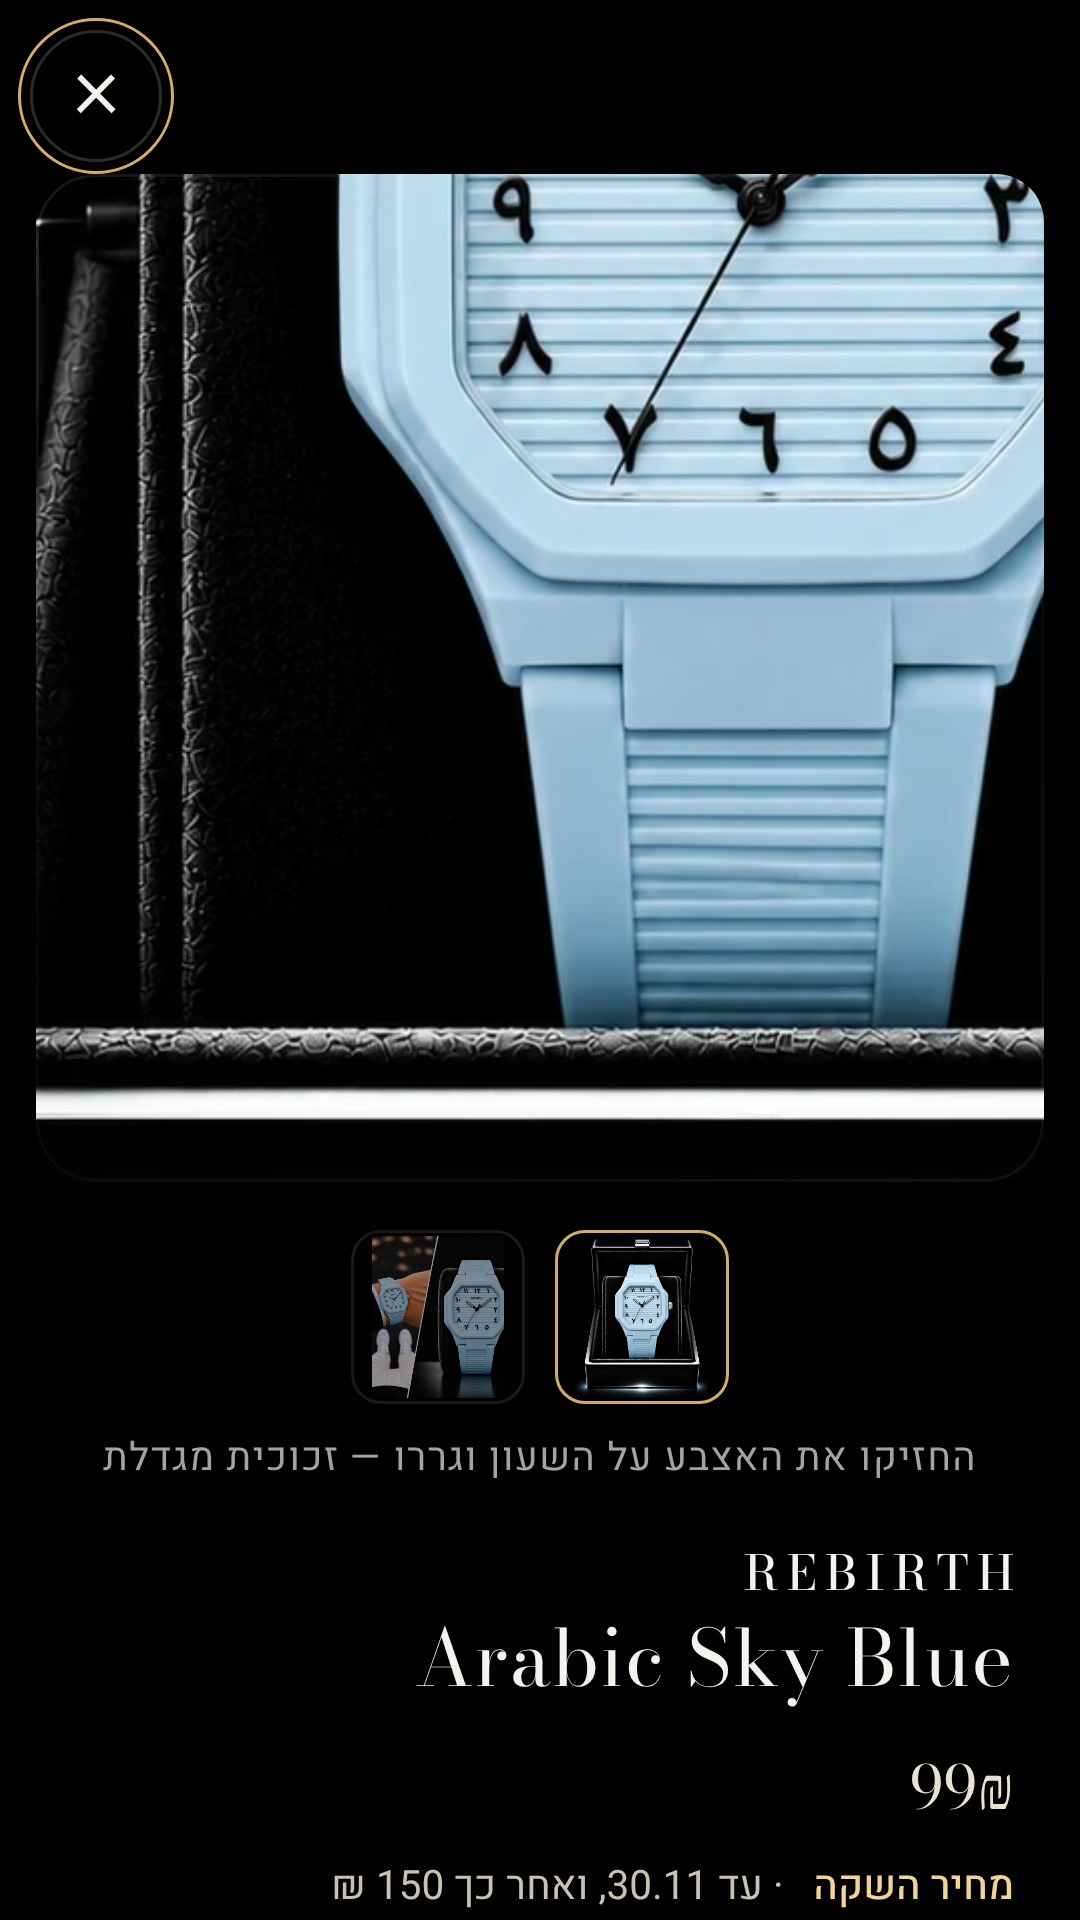 ٩ ٣
٨ ٤
٧ ٦ ٥
החזיקו את האצבע על השעון וגררו — זכוכית מגדלת
REBIRTH
Arabic Sky Blue
99₪
מחיר השקה · עד 30.11, ואחר כך 150 ₪